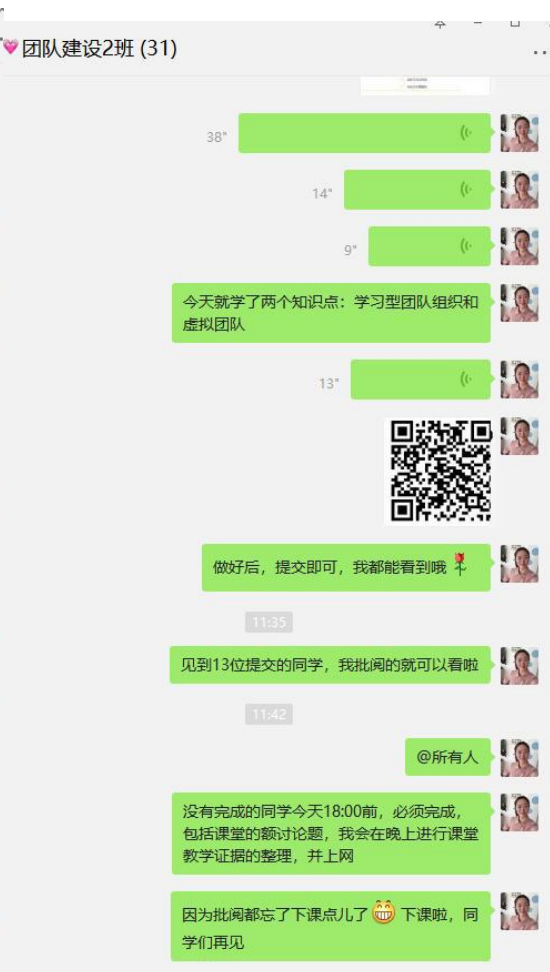 团队建设2班 (31)
38"
14"
9"
今天就学了两个知识点：学习型团队组织和
虚拟团队
13"
做好后，提交即可，我都能看到哦
11:35
见到13位提交的同学，我批阅的就可以看啦
11:42
@所有人
没有完成的同学今天18:00前，必须完成，
包括课堂的额讨论题，我会在晚上进行课堂
教学证据的整理，并上网
因为批阅都忘了下课点儿了 下课啦，同
学们再见